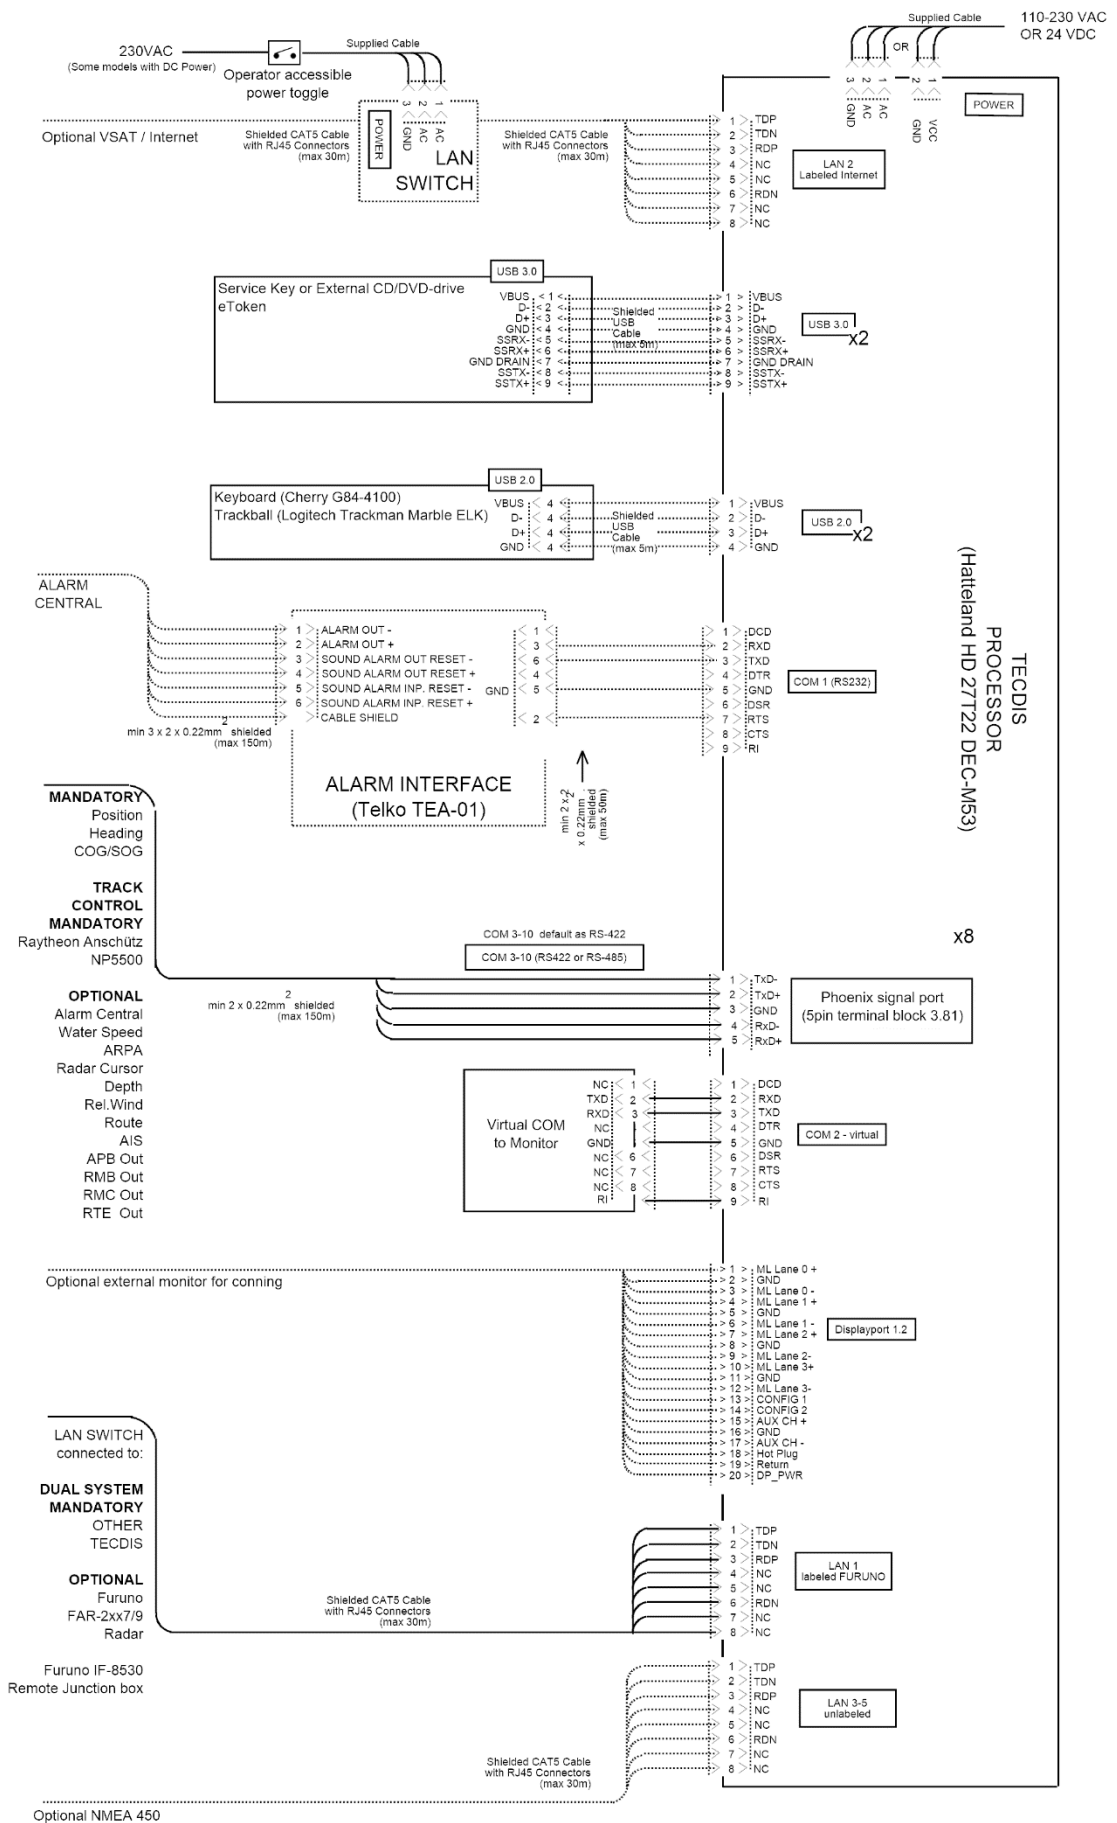 Supplied Cable
110-230 VAC
OR 24 VDC
OR
3 2 1 2 1
GND AC AC GND VCC
POWER
230VAC
(Some models with DC Power)
Supplied Cable
Operator accessible
power toggle
3 2 1
GND AC AC
POWER
LAN
SWITCH
Optional VSAT / Internet
Shielded CAT5 Cable
with RJ45 Connectors
(max 30m)
Shielded CAT5 Cable
with RJ45 Connectors
(max 30m)
1 TDP
2 TDN
3 RDP
4 NC
5 NC
6 RDN
7 NC
8 NC
LAN 2
Labeled Internet
USB 3.0
Service Key or External CD/DVD-drive
eToken
VBUS < 1 <
D- < 2 <
D+ < 3 <
GND < 4 <
SSRX- < 5 <
SSRX+ < 6 <
GND DRAIN < 7 <
SSTX- < 8 <
SSTX+ < 9 <
Shielded
USB
Cable
(max 5m)
> 1 > VBUS
> 2 > D-
> 3 > D+
> 4 > GND
> 5 > SSRX-
> 6 > SSRX+
> 7 > GND DRAIN
> 8 > SSTX-
> 9 > SSTX+
USB 3.0
x2
USB 2.0
Keyboard (Cherry G84-4100)
Trackball (Logitech Trackman Marble ELK)
VBUS 4
D- 4
D+ 4
GND 4
Shielded
USB
Cable
(max 5m)
1 VBUS
2 D-
3 D+
4 GND
USB 2.0
x2
TECDIS
PROCESSOR
(Hatteland HD 27T22 DEC-M53)
ALARM
CENTRAL
1 ALARM OUT -
2 ALARM OUT +
3 SOUND ALARM OUT RESET -
4 SOUND ALARM OUT RESET +
5 SOUND ALARM INP. RESET -
6 SOUND ALARM INP. RESET +
CABLE SHIELD
min 3 x 2 x 0.22mm2 shielded
(max 150m)
1
3
6
4
GND 5
2
ALARM INTERFACE
(Telko TEA-01)
min 2 x 2
x 0.22mm2
shielded
(max 50m)
1 DCD
2 RXD
3 TXD
4 DTR
5 GND
6 DSR
7 RTS
8 CTS
9 RI
COM 1 (RS232)
MANDATORY
Position
Heading
COG/SOG
TRACK
CONTROL
MANDATORY
Raytheon Anschütz
NP5500
OPTIONAL
Alarm Central
Water Speed
ARPA
Radar Cursor
Depth
Rel.Wind
Route
AIS
APB Out
RMB Out
RMC Out
RTE Out
min 2 x 0.22mm2 shielded
(max 150m)
COM 3-10 default as RS-422
COM 3-10 (RS422 or RS-485)
x8
1 TxD-
2 TxD+
3 GND
4 RxD-
5 RxD+
Phoenix signal port
(5pin terminal block 3.81)
Virtual COM
to Monitor
NC 1
TXD 2
RXD 3
NC
GND
NC 6
NC 7
NC 8
RI
1 DCD
2 RXD
3 TXD
4 DTR
5 GND
6 DSR
7 RTS
8 CTS
9 RI
COM 2 - virtual
Optional external monitor for conning
> 1 > ML Lane 0 +
> 2 > GND
> 3 > ML Lane 0 -
> 4 > ML Lane 1 +
> 5 > GND
> 6 > ML Lane 1 -
> 7 > ML Lane 2 +
> 8 > GND
> 9 > ML Lane 2-
> 10 > ML Lane 3+
> 11 > GND
> 12 > ML Lane 3-
> 13 > CONFIG 1
> 14 > CONFIG 2
> 15 > AUX CH +
> 16 > GND
> 17 > AUX CH -
> 18 > Hot Plug
> 19 > Return
> 20 > DP_PWR
Displayport 1.2
LAN SWITCH
connected to:
DUAL SYSTEM
MANDATORY
OTHER
TECDIS
OPTIONAL
Furuno
FAR-2xx7/9
Radar
Furuno IF-8530
Remote Junction box
Shielded CAT5 Cable
with RJ45 Connectors
(max 30m)
1 TDP
2 TDN
3 RDP
4 NC
5 NC
6 RDN
7 NC
8 NC
LAN 1
labeled FURUNO
1 TDP
2 TDN
3 RDP
4 NC
5 NC
6 RDN
7 NC
8 NC
LAN 3-5
unlabeled
Shielded CAT5 Cable
with RJ45 Connectors
(max 30m)
Optional NMEA 450